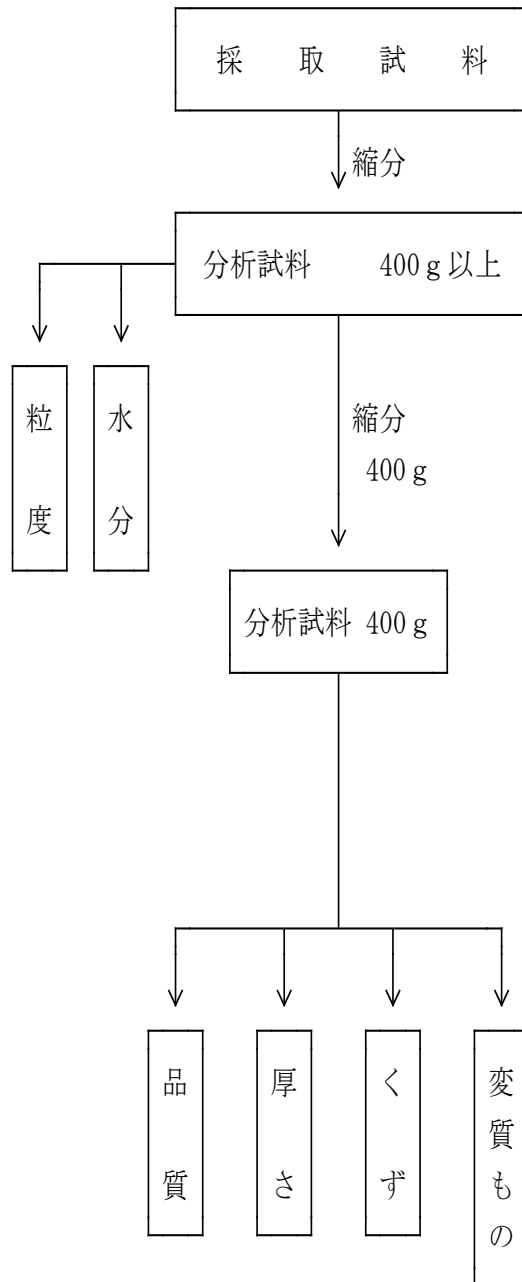 採取試料
縮分
分析試料 400g以上
粒度
水分
縮分
400g
分析試料 400g
品質
厚さ
くず
変質もの